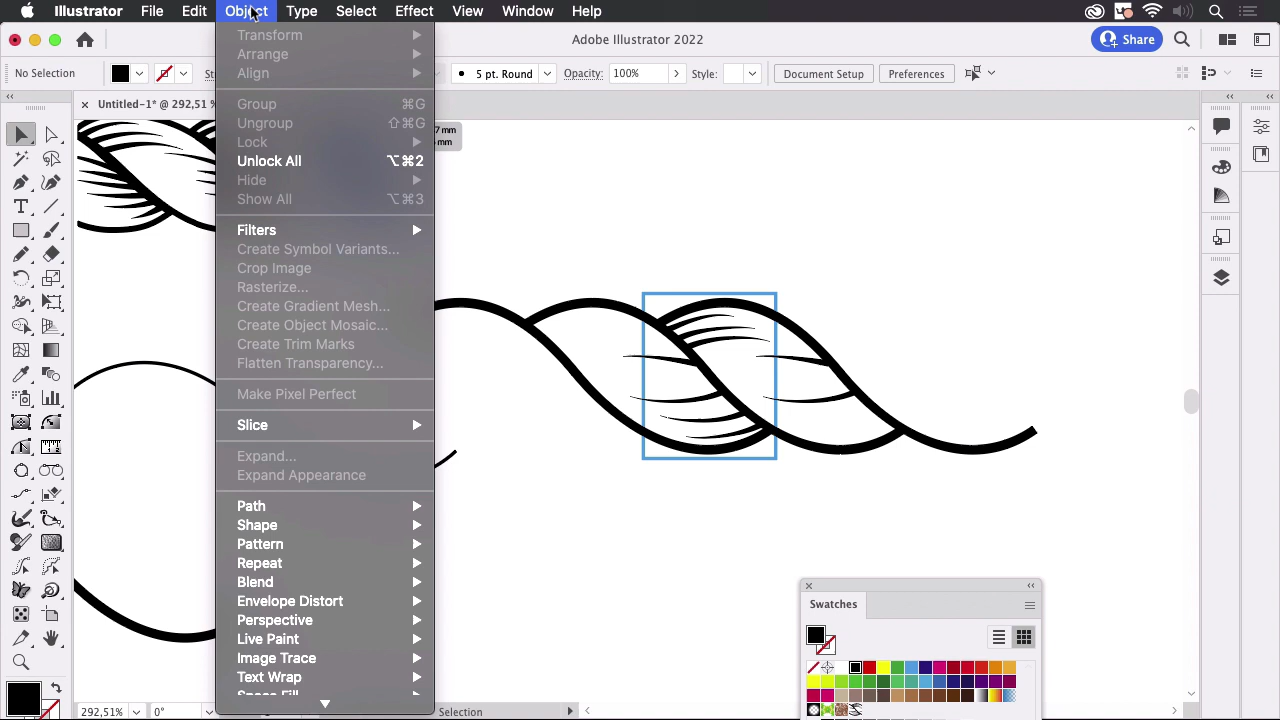 Illustrator File Edit Object Type Select Effect View Window Help
Adobe Illustrator 2022
Share
No Selection
5 pt. Round
Opacity:
100%
Style:
Document Setup
Preferences
Untitled-1* @ 292,51 %
7 mm
mm
Transform
Arrange
Align
Group ⌘G
Ungroup ⇧⌘G
Lock
Unlock All ⌥⌘2
Hide
Show All ⌥⌘3
Filters
Create Symbol Variants...
Crop Image
Rasterize...
Create Gradient Mesh...
Create Object Mosaic...
Create Trim Marks
Flatten Transparency...
Make Pixel Perfect
Slice
Expand...
Expand Appearance
Path
Shape
Pattern
Repeat
Blend
Envelope Distort
Perspective
Live Paint
Image Trace
Text Wrap
Swatches
292,51%
0°
Selection